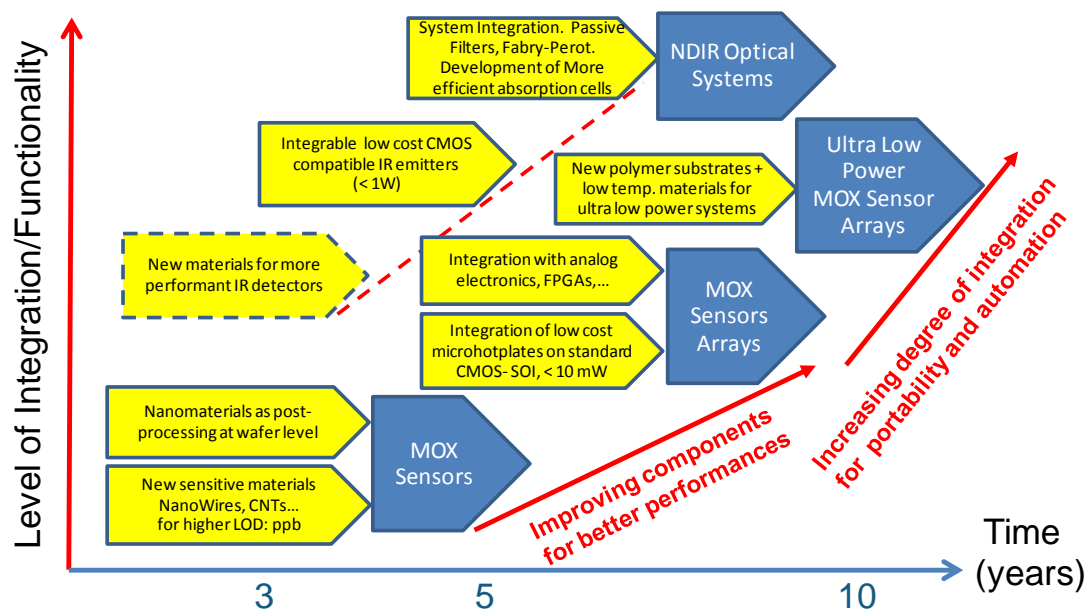 Level of Integration/Functionality
System Integration. Passive
Filters, Fabry-Perot.
Development of More
efficient absorption cells
NDIR Optical
Systems
Integrable low cost CMOS
compatible IR emitters
(< 1W)
New polymer substrates +
low temp. materials for
ultra low power systems
Ultra Low
Power
MOX Sensor
Arrays
New materials for more
performant IR detectors
Integration with analog
electronics, FPGAs,...
Integration of low cost
microhotplates on standard
CMOS- SOI, < 10 mW
MOX
Sensors
Arrays
Nanomaterials as post-
processing at wafer level
New sensitive materials
NanoWires, CNTs...
for higher LOD: ppb
MOX
Sensors
Improving components
for better performances
Increasing degree of integration
for portability and automation
Time
(years)
3
5
10